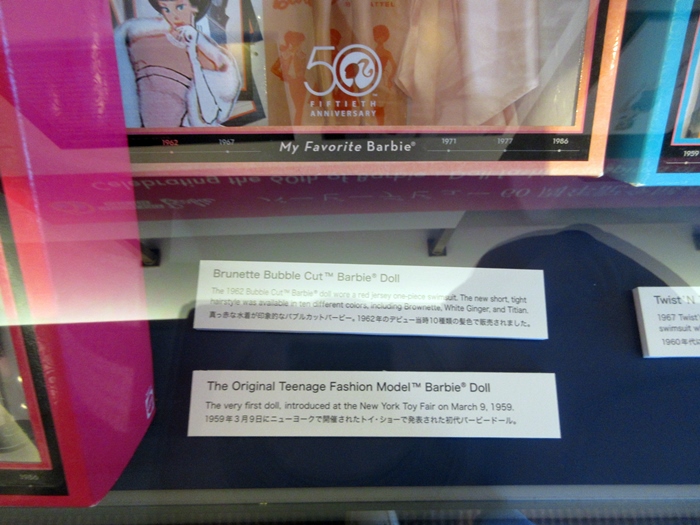 50
FIFTIETH
ANNIVERSARY
1962 1967 My Favorite Barbie® 1971 1977 1986
1959
Brunette Bubble Cut™ Barbie® Doll
The 1962 Bubble Cut™ Barbie® doll wore a red jersey one-piece swimsuit. The new short, tight
hairstyle was available in ten different colors, including Brownette, White Ginger, and Titian.
真っ赤な水着が印象的なバブルカットバービー。1962年のデビュー当時10種類の髪色で販売されました。
Twist 'N
1967 Twist
swimsuit w
1960年代に
The Original Teenage Fashion Model™ Barbie® Doll
The very first doll, introduced at the New York Toy Fair on March 9, 1959.
1959年3月9日にニューヨークで開催されたトイ・ショーで発表された初代バービードール。
1986